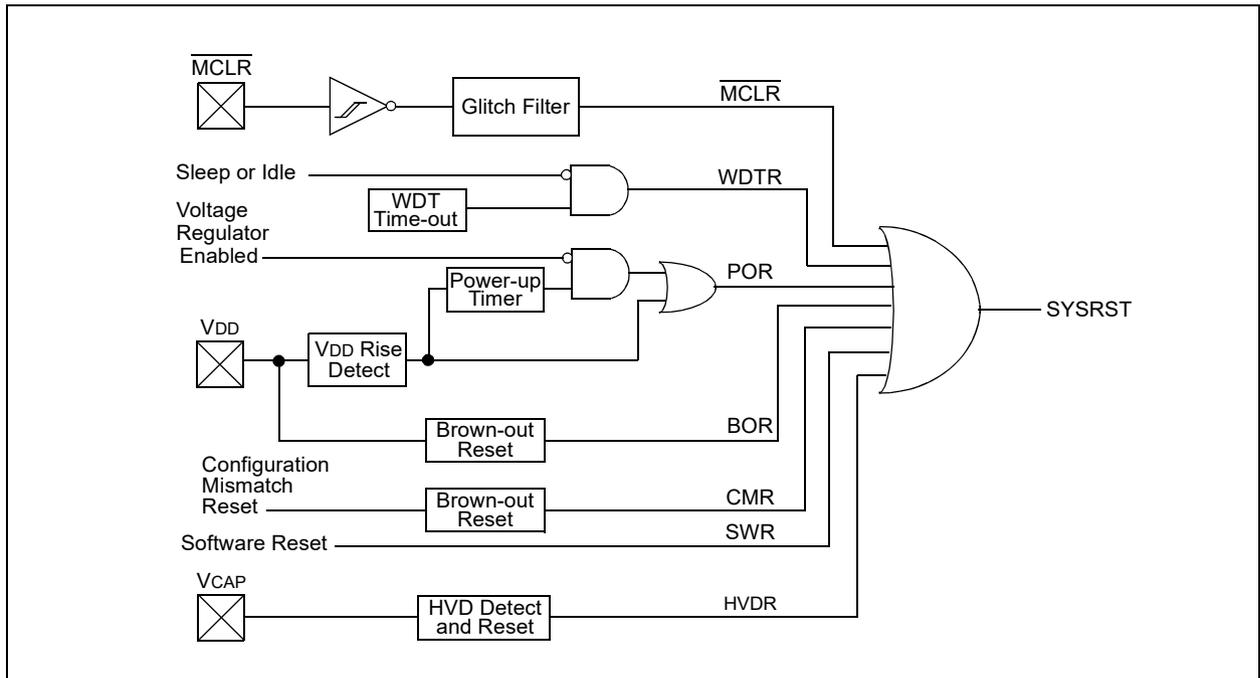 MCLR
Glitch Filter
MCLR
Sleep or Idle
WDT
Time-out
WDTR
Voltage
Regulator
Enabled
Power-up
Timer
POR
SYSRST
VDD
VDD Rise
Detect
Brown-out
Reset
BOR
Configuration
Mismatch
Reset
Brown-out
Reset
CMR
Software Reset
SWR
VCAP
HVD Detect
and Reset
HVDR